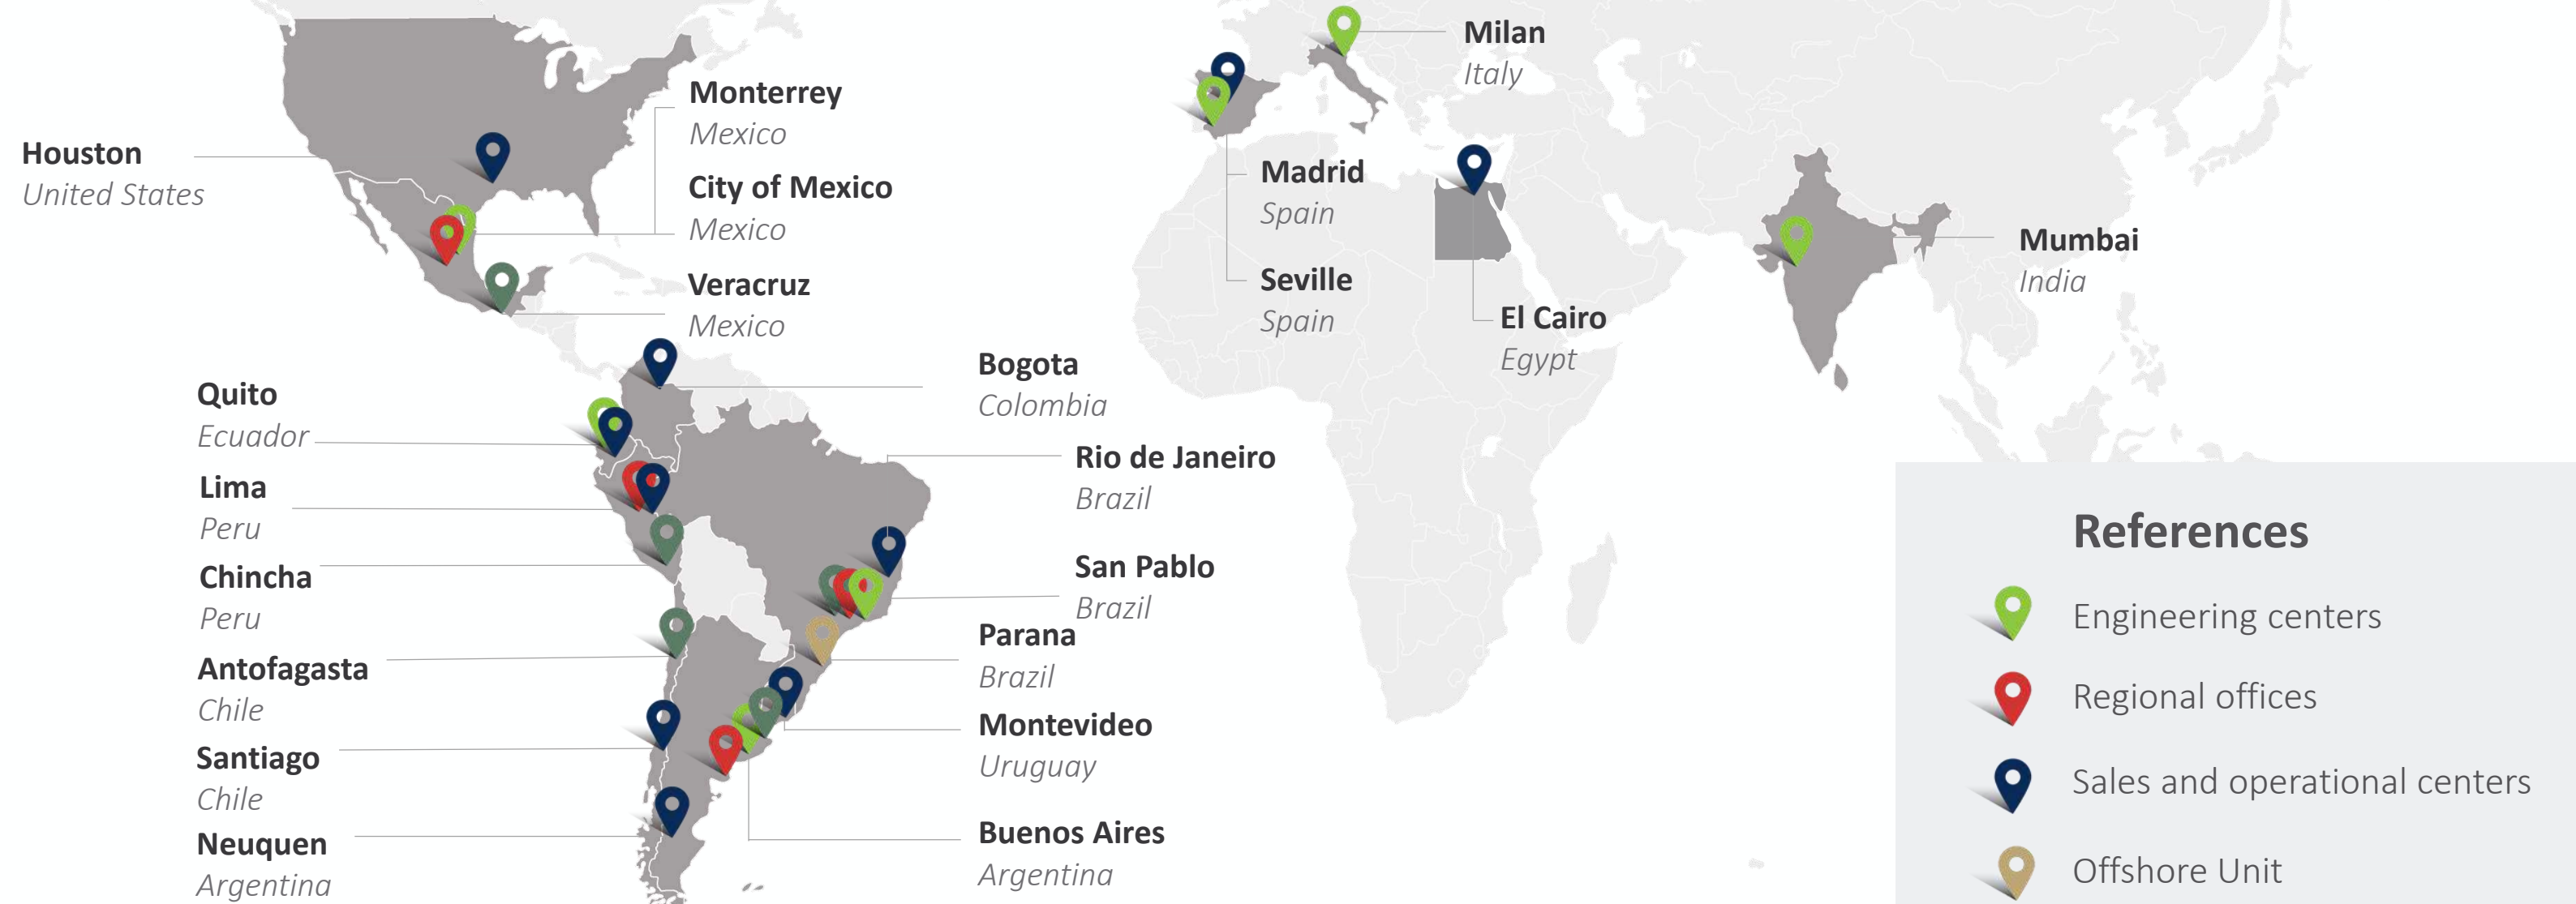 Houston
United States
Monterrey
Mexico
City of Mexico
Mexico
Veracruz
Mexico
Quito
Ecuador
Lima
Peru
Chincha
Peru
Antofagasta
Chile
Santiago
Chile
Neuquen
Argentina
Bogota
Colombia
Rio de Janeiro
Brazil
San Pablo
Brazil
Parana
Brazil
Montevideo
Uruguay
Buenos Aires
Argentina
Milan
Italy
Madrid
Spain
Seville
Spain
El Cairo
Egypt
Mumbai
India
References
Engineering centers
Regional offices
Sales and operational centers
Offshore Unit